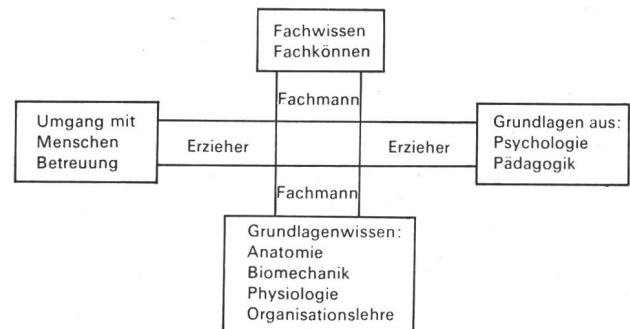 Fachwissen
Fachkönnen
Fachmann
Umgang mit
Menschen
Betreuung
Erzieher
Erzieher
Grundlagen aus:
Psychologie
Pädagogik
Fachmann
Grundlagenwissen:
Anatomie
Biomechanik
Physiologie
Organisationslehre